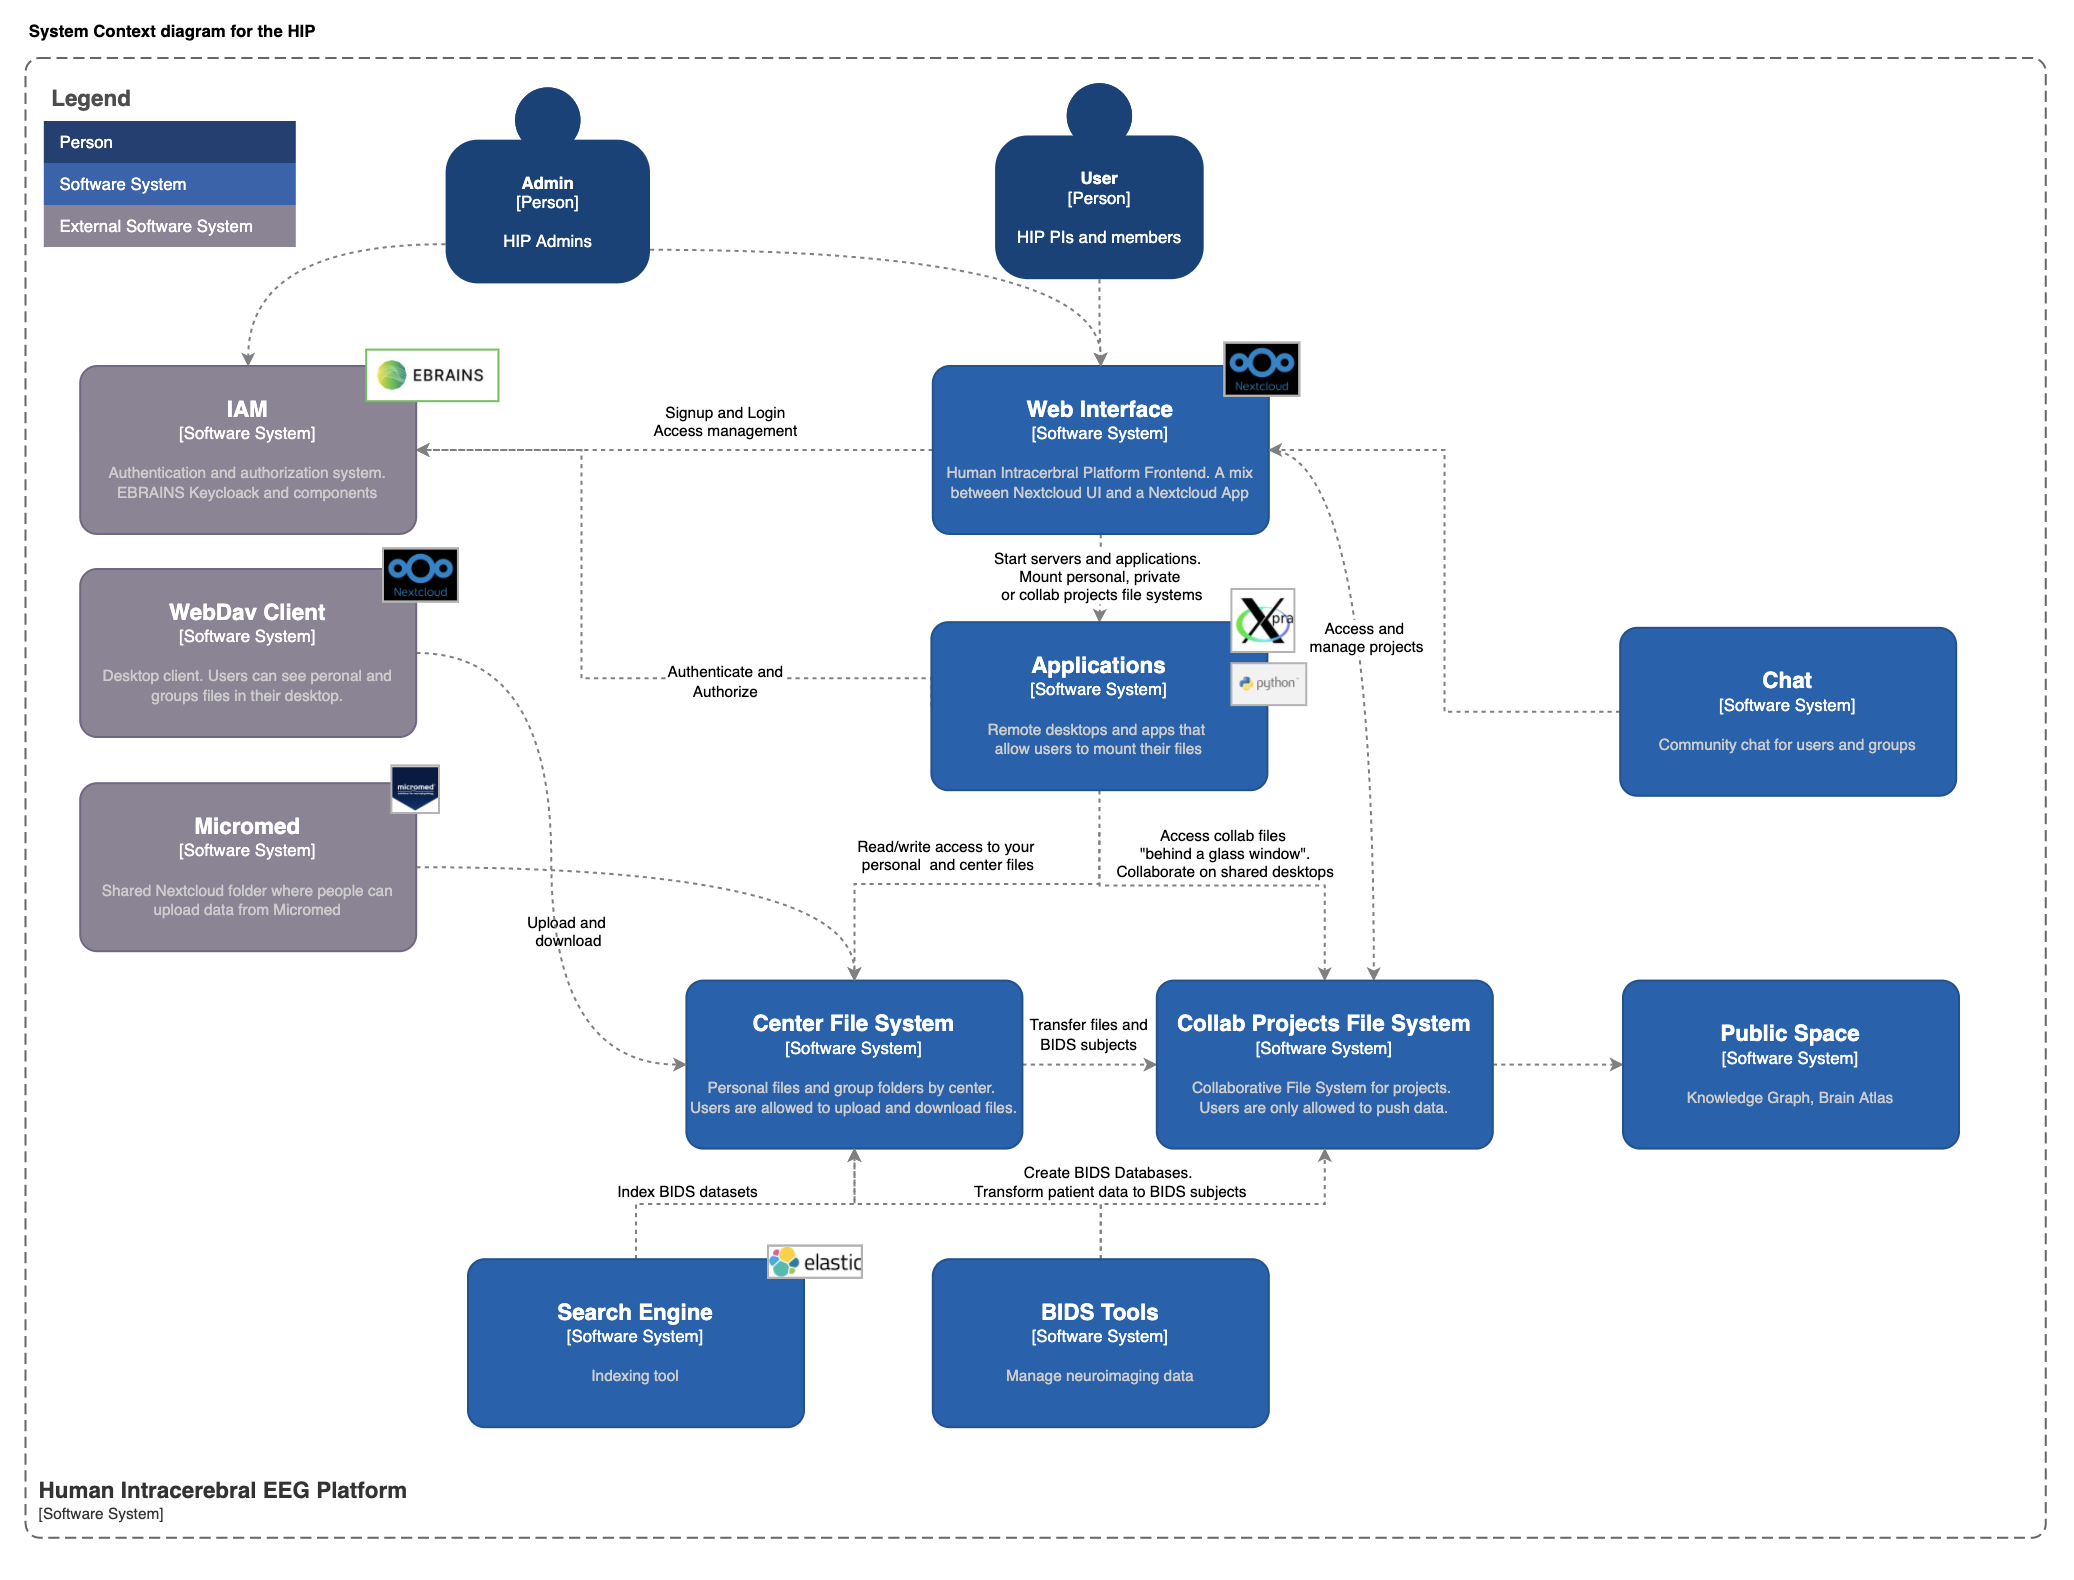 System Context diagram for the HIP
Legend
Person
Software System
External Software System
Admin
[Person]
HIP Admins
User
[Person]
HIP PIs and members
EBRAINS
Nextcloud
IAM
[Software System]
Authentication and authorization system.
EBRAINS Keycloack and components
Signup and Login
Access management
Web Interface
[Software System]
Human Intracerbral Platform Frontend. A mix
between Nextcloud UI and a Nextcloud App
Nextcloud
WebDav Client
[Software System]
Desktop client. Users can see peronal and
groups files in their desktop.
Start servers and applications.
Mount personal, private
or collab projects file systems
Xpra
python
Applications
[Software System]
Remote desktops and apps that
allow users to mount their files
Authenticate and
Authorize
Access and
manage projects
Chat
[Software System]
Community chat for users and groups
micromed
Micromed
[Software System]
Shared Nextcloud folder where people can
upload data from Micromed
Read/write access to your
personal  and center files
Access collab files
"behind a glass window".
Collaborate on shared desktops
Upload and
download
Center File System
[Software System]
Personal files and group folders by center.
Users are allowed to upload and download files.
Transfer files and
BIDS subjects
Collab Projects File System
[Software System]
Collaborative File System for projects.
Users are only allowed to push data.
Public Space
[Software System]
Knowledge Graph, Brain Atlas
Index BIDS datasets
Create BIDS Databases.
Transform patient data to BIDS subjects
elastic
Search Engine
[Software System]
Indexing tool
BIDS Tools
[Software System]
Manage neuroimaging data
Human Intracerebral EEG Platform
[Software System]